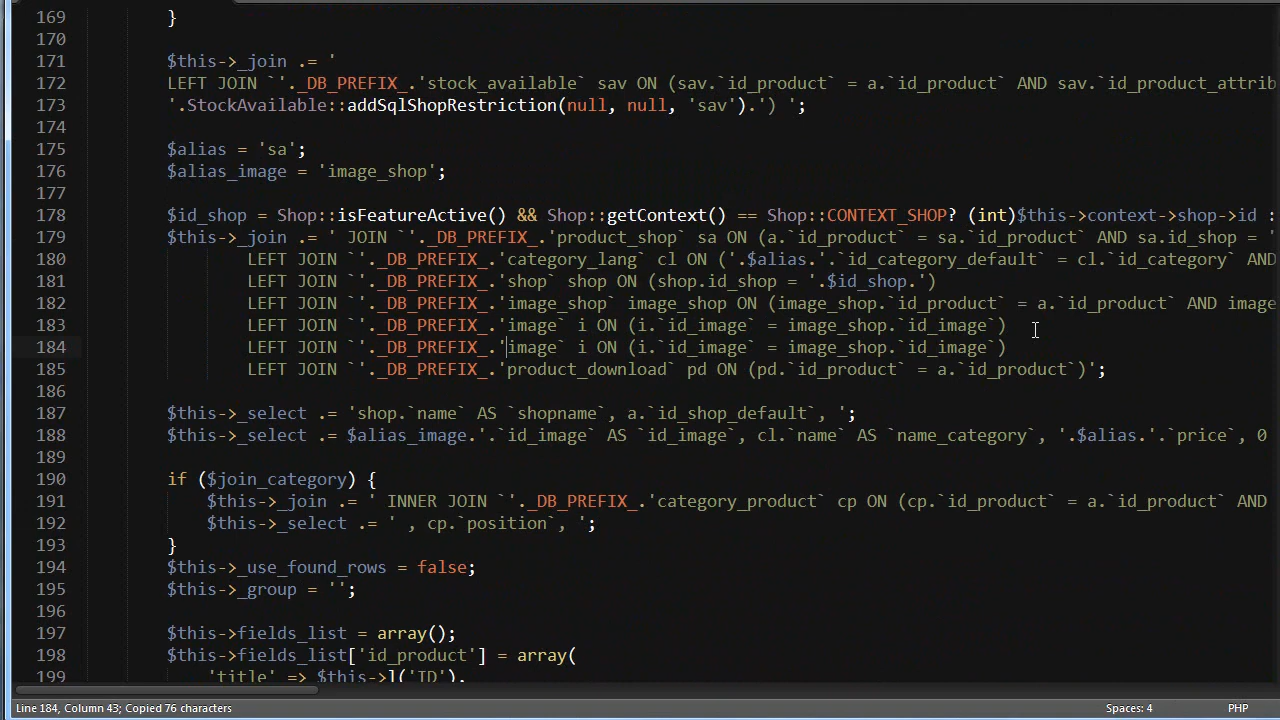 169 }
170
171 $this->_join .= '
172 LEFT JOIN `'._DB_PREFIX_.'stock_available` sav ON (sav.`id_product` = a.`id_product` AND sav.`id_product_attrib
173 '.StockAvailable::addSqlShopRestriction(null, null, 'sav').') ';
174
175 $alias = 'sa';
176 $alias_image = 'image_shop';
177
178 $id_shop = Shop::isFeatureActive() && Shop::getContext() == Shop::CONTEXT_SHOP? (int)$this->context->shop->id :
179 $this->_join .= ' JOIN `'._DB_PREFIX_.'product_shop` sa ON (a.`id_product` = sa.`id_product` AND sa.id_shop = '
180 LEFT JOIN `'._DB_PREFIX_.'category_lang` cl ON ('.$alias.'.`id_category_default` = cl.`id_category` AND
181 LEFT JOIN `'._DB_PREFIX_.'shop` shop ON (shop.id_shop = '.$id_shop.')
182 LEFT JOIN `'._DB_PREFIX_.'image_shop` image_shop ON (image_shop.`id_product` = a.`id_product` AND image
183 LEFT JOIN `'._DB_PREFIX_.'image` i ON (i.`id_image` = image_shop.`id_image`)
184 LEFT JOIN `'._DB_PREFIX_.'image` i ON (i.`id_image` = image_shop.`id_image`)
185 LEFT JOIN `'._DB_PREFIX_.'product_download` pd ON (pd.`id_product` = a.`id_product`)';
186
187 $this->_select .= 'shop.`name` AS `shopname`, a.`id_shop_default`, ';
188 $this->_select .= $alias_image.'.`id_image` AS `id_image`, cl.`name` AS `name_category`, '.$alias.'.`price`, 0
189
190 if ($join_category) {
191 $this->_join .= ' INNER JOIN `'._DB_PREFIX_.'category_product` cp ON (cp.`id_product` = a.`id_product` AND
192 $this->_select .= ' , cp.`position`, ';
193 }
194 $this->_use_found_rows = false;
195 $this->_group = '';
196
197 $this->fields_list = array();
198 $this->fields_list['id_product'] = array(
199 'title' => $this->l('ID'),
Line 184, Column 43; Copied 76 characters
Spaces: 4
PHP